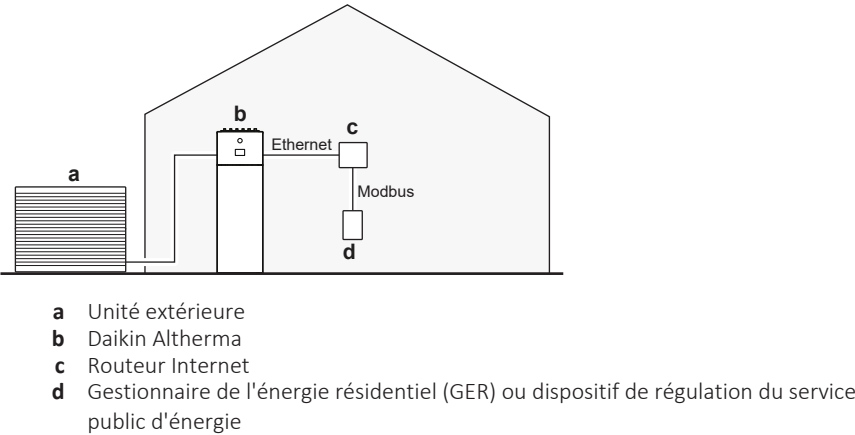 b
c
Ethernet
a
Modbus
d
a Unité extérieure
b Daikin Altherma
c Routeur Internet
d Gestionnaire de l'énergie résidentiel (GER) ou dispositif de régulation du service
public d'énergie